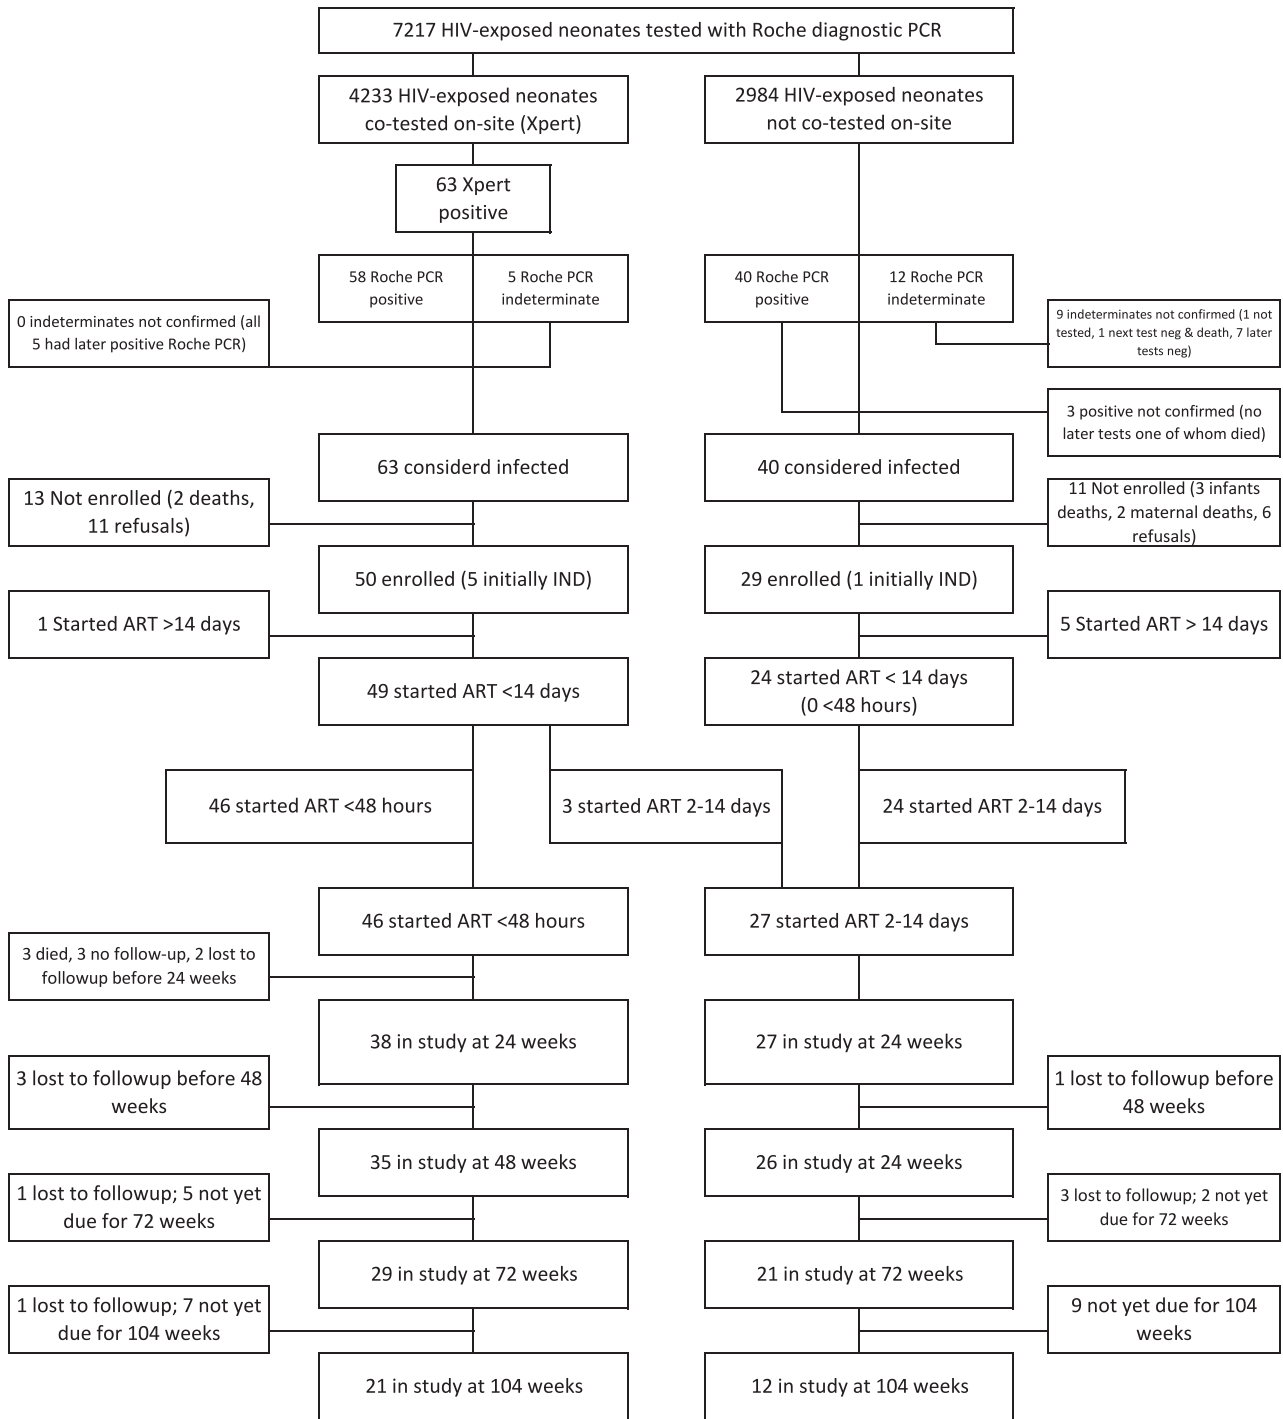 7217 HIV-exposed neonates tested with Roche diagnostic PCR
4233 HIV-exposed neonates
co-tested on-site (Xpert)
2984 HIV-exposed neonates
not co-tested on-site
63 Xpert
positive
58 Roche PCR
positive
5 Roche PCR
indeterminate
40 Roche PCR
positive
12 Roche PCR
indeterminate
0 indeterminates not confirmed (all
5 had later positive Roche PCR)
9 indeterminates not confirmed (1 not
tested, 1 next test neg & death, 7 later
tests neg)
3 positive not confirmed (no
later tests one of whom died)
63 considerd infected
40 considered infected
13 Not enrolled (2 deaths,
11 refusals)
11 Not enrolled (3 infants
deaths, 2 maternal deaths, 6
refusals)
50 enrolled (5 initially IND)
29 enrolled (1 initially IND)
1 Started ART >14 days
5 Started ART > 14 days
49 started ART <14 days
24 started ART < 14 days
(0 <48 hours)
46 started ART <48 hours
3 started ART 2-14 days
24 started ART 2-14 days
46 started ART <48 hours
27 started ART 2-14 days
3 died, 3 no follow-up, 2 lost to
followup before 24 weeks
38 in study at 24 weeks
27 in study at 24 weeks
3 lost to followup before 48
weeks
1 lost to followup before
48 weeks
35 in study at 48 weeks
26 in study at 24 weeks
1 lost to followup; 5 not yet
due for 72 weeks
3 lost to followup; 2 not yet
due for 72 weeks
29 in study at 72 weeks
21 in study at 72 weeks
1 lost to followup; 7 not yet
due for 104 weeks
9 not yet due for 104
weeks
21 in study at 104 weeks
12 in study at 104 weeks